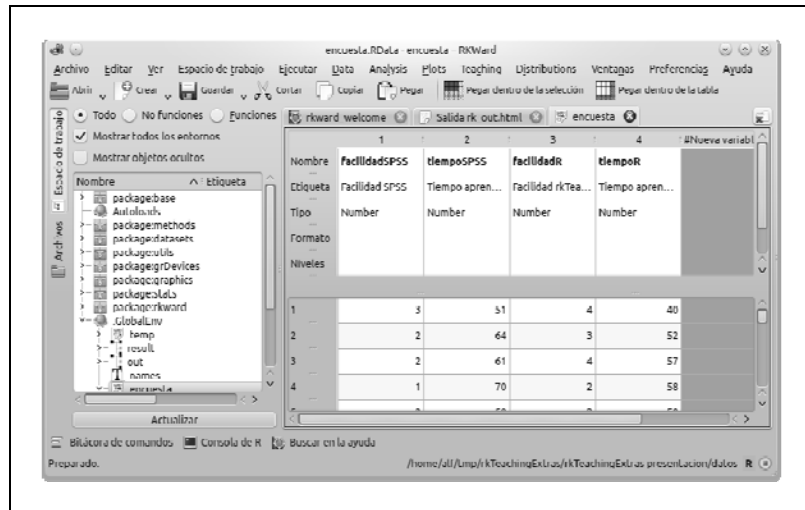 encuesta.RData - encuesta - RKWard
Archivo Editar Ver Espacio de trabajo Ejecutar Data Analysis Plots Teaching Distributions Ventanas Preferencias Ayuda
Abrir Crear Guardar Cortar Copiar Pegar Pegar dentro de la selección Pegar dentro de la tabla
Espacio de trabajo
Archivos
Todo No funciones Funciones
Mostrar todos los entornos
Mostrar objetos ocultos
Nombre Etiqueta
package:base
Autoloads
package:methods
package:datasets
package:utils
package:grDevices
package:graphics
package:stats
package:rkward
.GlobalEnv
temp
result
out
names
encuesta
Actualizar
rkward_welcome Salida rk_out.html encuesta
1 2 3 4 #Nueva variabl
Nombre facilidadSPSS tiempoSPSS facilidadR tiempoR
Etiqueta Facilidad SPSS Tiempo apren... Facilidad rkTea... Tiempo apren...
Tipo Number Number Number Number
Formato
Niveles
1 3 51 4 40
2 2 64 3 52
3 2 61 4 57
4 1 70 2 58
Bitácora de comandos Consola de R Buscar en la ayuda
Preparado. /home/alf/tmp/rkTeachingExtras/rkTeachingExtras presentacion/datos R